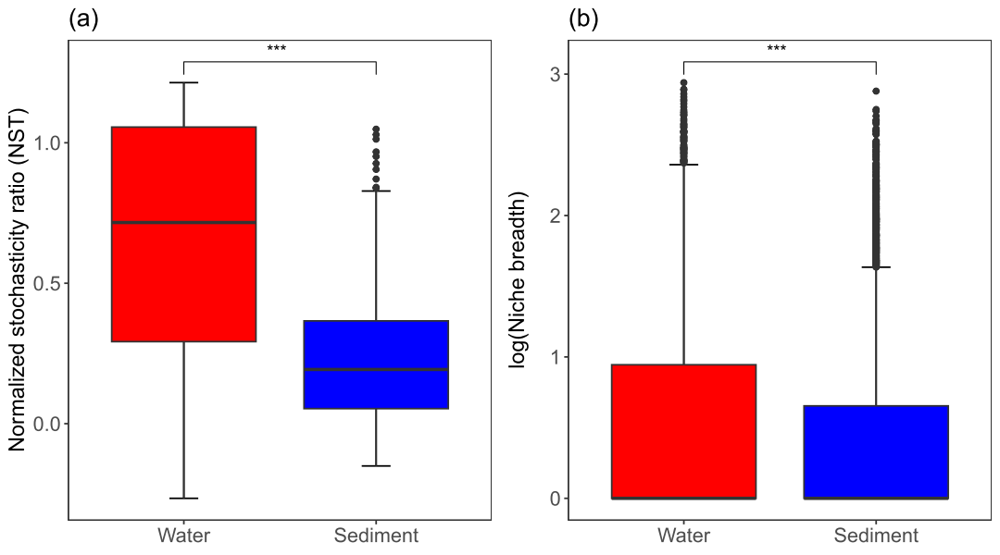 (a)
***
Normalized stochasticity ratio (NST)
1.0
0.5
0.0
Water
Sediment
(b)
***
log(Niche breadth)
3
2
1
0
Water
Sediment